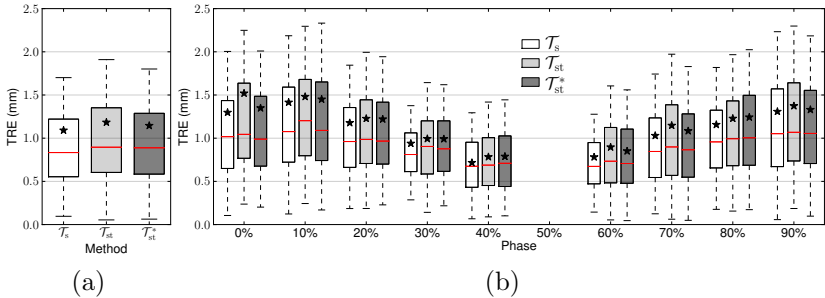 2.5
2.0
1.5
1.0
0.5
0.0
TRE (mm)
𝒯s
𝒯st
𝒯*st
Method
(a)
2.5
2.0
1.5
1.0
0.5
0.0
TRE (mm)
𝒯s
𝒯st
𝒯*st
0% 10% 20% 30% 40% 50% 60% 70% 80% 90%
Phase
(b)